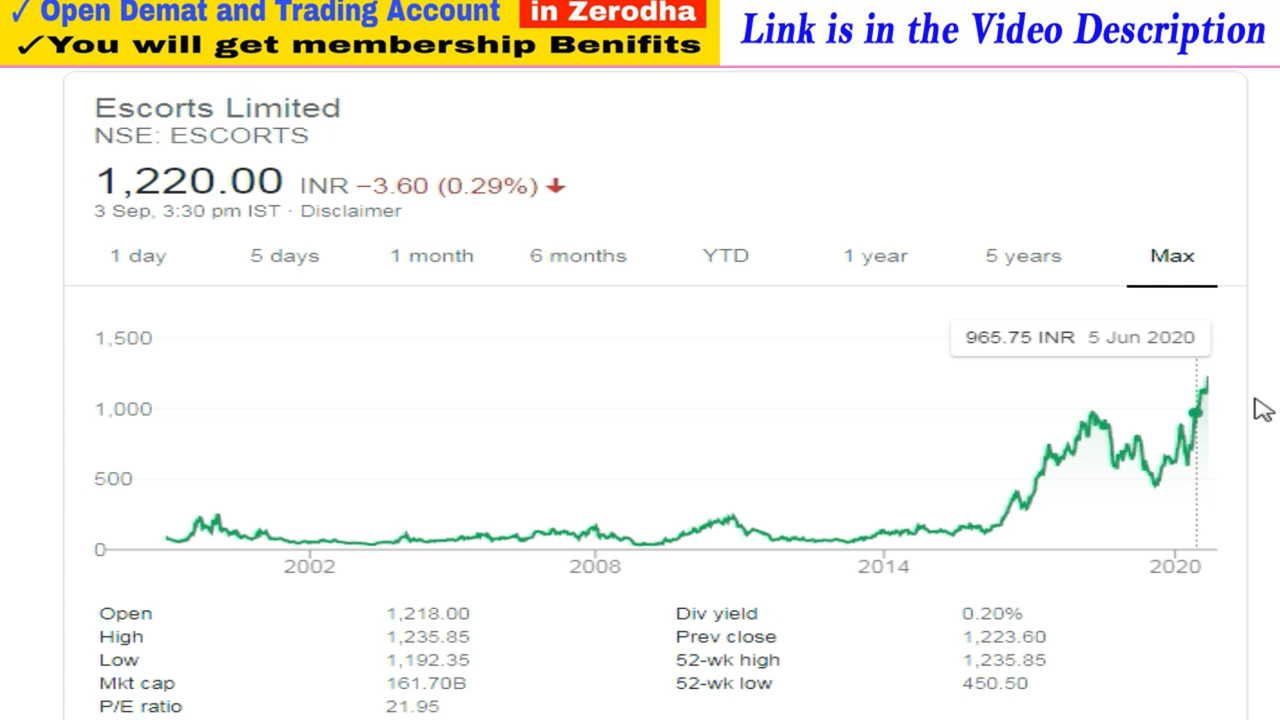 ✓ Open Demat and Trading Account in Zerodha
✓You will get membership Benifits
Link is in the Video Description
Escorts Limited
NSE: ESCORTS
1,220.00 INR −3.60 (0.29%)
3 Sep, 3:30 pm IST · Disclaimer
1 day 5 days 1 month 6 months YTD 1 year 5 years Max
965.75 INR 5 Jun 2020
1,500
1,000
500
0
2002 2008 2014 2020
Open 1,218.00 Div yield 0.20%
High 1,235.85 Prev close 1,223.60
Low 1,192.35 52-wk high 1,235.85
Mkt cap 161.70B 52-wk low 450.50
P/E ratio 21.95